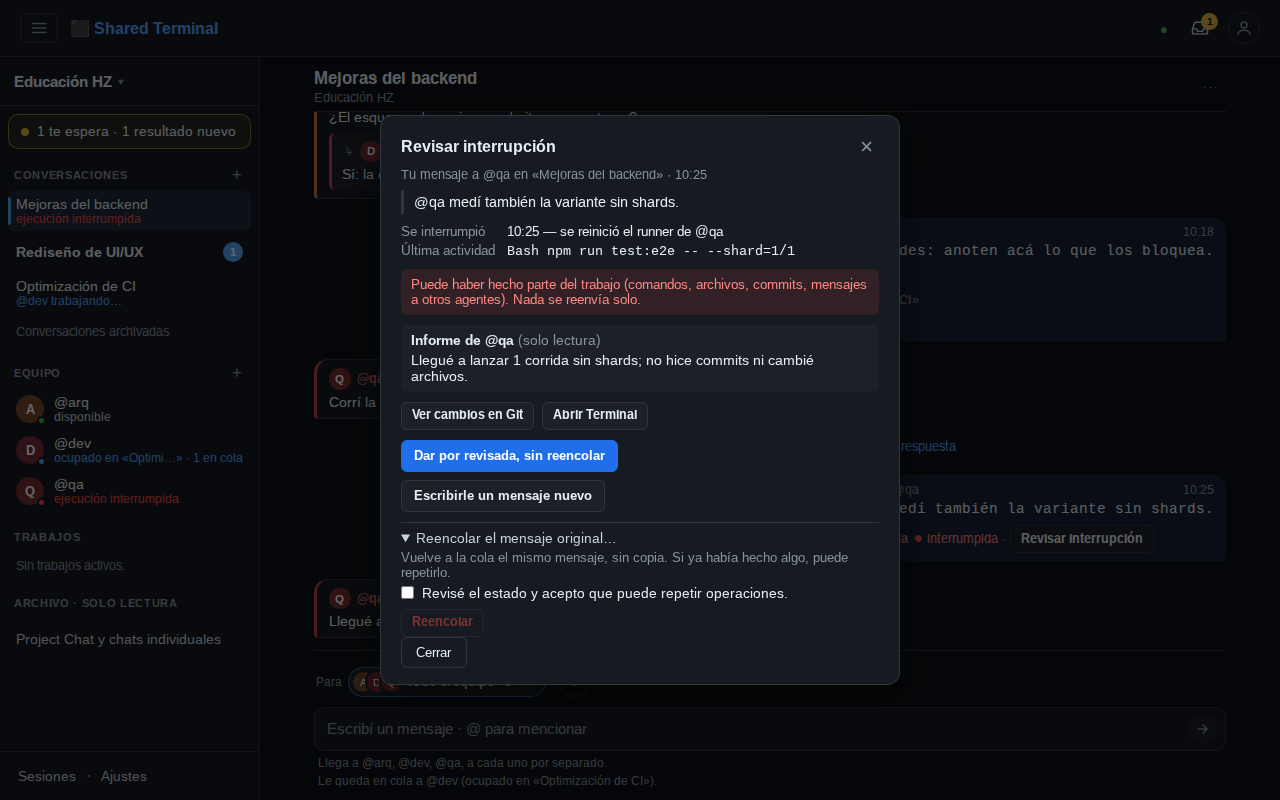 Shared Terminal
1
Educación HZ
1 te espera · 1 resultado nuevo
CONVERSACIONES +
Mejoras del backend
ejecución interrumpida
Rediseño de UI/UX 1
Optimización de CI
@dev trabajando…
Conversaciones archivadas
EQUIPO +
A @arq
disponible
D @dev
ocupado en «Optimi…» · 1 en cola
Q @qa
ejecución interrumpida
TRABAJOS
Sin trabajos activos.
ARCHIVO · SOLO LECTURA
Project Chat y chats individuales
Sesiones · Ajustes
Mejoras del backend
Educación HZ
…
D
Sí: la
10:18
des: anoten acá lo que los bloquea.
CI»
Q @qa
Corrí la
respuesta
@qa 10:25
edí también la variante sin shards.
Interrumpida · Revisar interrupción
Q @qa
Llegué a
Revisar interrupción ✕
Tu mensaje a @qa en «Mejoras del backend» · 10:25
@qa medí también la variante sin shards.
Se interrumpió 10:25 — se reinició el runner de @qa
Última actividad Bash npm run test:e2e -- --shard=1/1
Puede haber hecho parte del trabajo (comandos, archivos, commits, mensajes
a otros agentes). Nada se reenvía solo.
Informe de @qa (solo lectura)
Llegué a lanzar 1 corrida sin shards; no hice commits ni cambié
archivos.
Ver cambios en Git Abrir Terminal
Dar por revisada, sin reencolar
Escribirle un mensaje nuevo
▼ Reencolar el mensaje original…
Vuelve a la cola el mismo mensaje, sin copia. Si ya había hecho algo, puede
repetirlo.
Revisé el estado y acepto que puede repetir operaciones.
Reencolar
Cerrar
Para
Escribí un mensaje · @ para mencionar
Llega a @arq, @dev, @qa, a cada uno por separado.
Le queda en cola a @dev (ocupado en «Optimización de CI»).